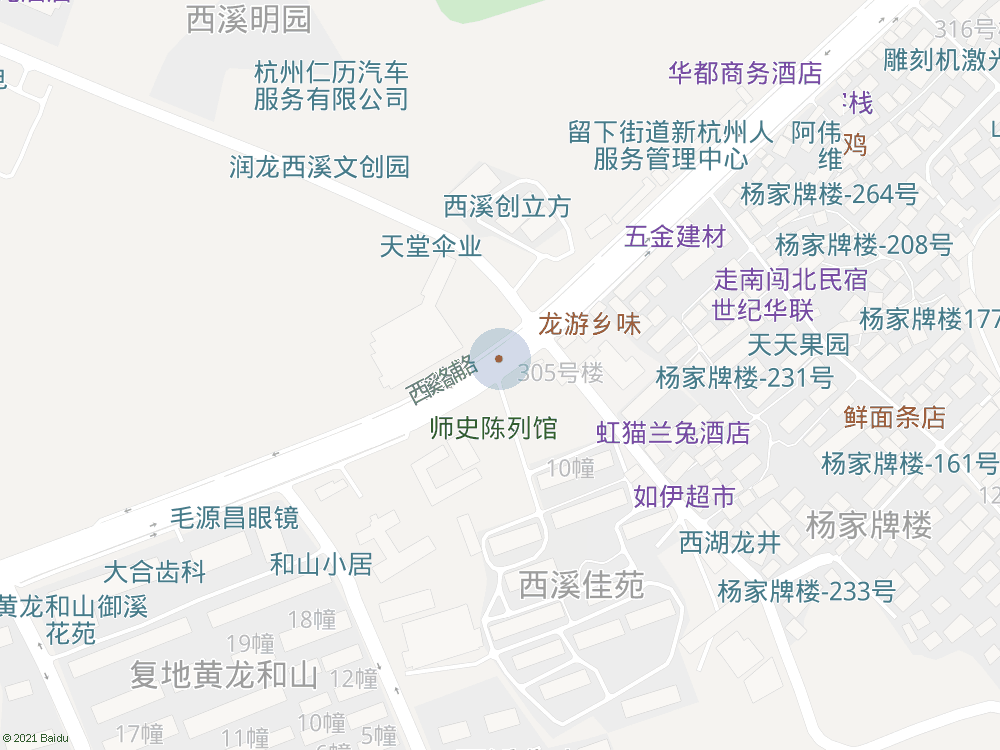 西溪明园
316号
雕刻机激光
华都商务酒店
杭州仁历汽车
服务有限公司
栈
留下街道新杭州人
服务管理中心
阿伟
维
鸡
润龙西溪文创园
杨家牌楼-264号
西溪创立方
五金建材
天堂伞业
杨家牌楼-208号
走南闯北民宿
世纪华联
龙游乡味
杨家牌楼177
天天果园
305号楼
杨家牌楼-231号
西溪路辅路
鲜面条店
师史陈列馆
虹猫兰兔酒店
杨家牌楼-161号
10幢
如伊超市
12
毛源昌眼镜
杨家牌楼
西湖龙井
大合齿科
和山小居
西溪佳苑
杨家牌楼-233号
黄龙和山御溪
花苑
18幢
19幢
复地黄龙和山
12幢
10幢
17幢
11幢
5幢
© 2021 Baidu